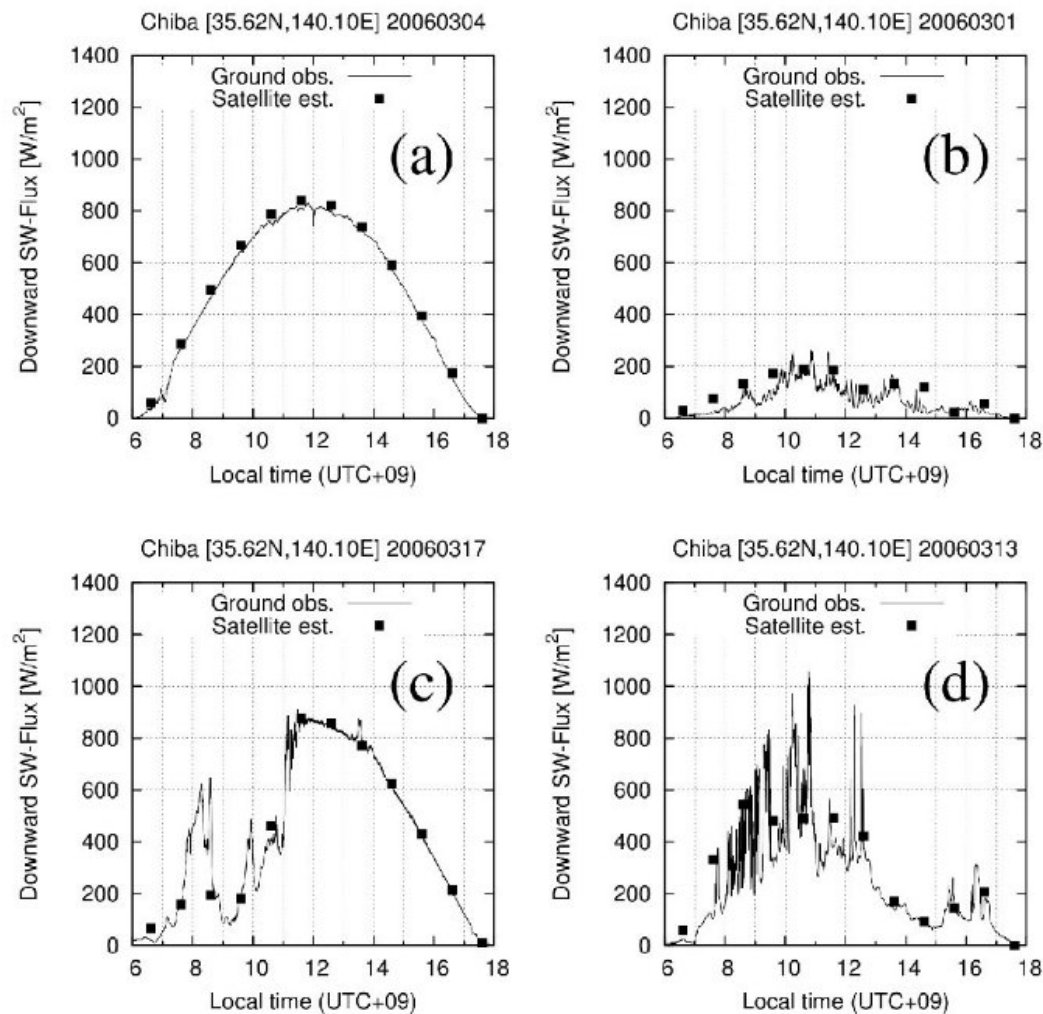 Chiba [35.62N,140.10E] 20060304
1400
1200
1000
800
600
400
200
0
Downward SW-Flux [W/m²]
Ground obs.
Satellite est.
(a)
6 8 10 12 14 16 18
Local time (UTC+09)
Chiba [35.62N,140.10E] 20060301
1400
1200
1000
800
600
400
200
0
Downward SW-Flux [W/m²]
Ground obs.
Satellite est.
(b)
6 8 10 12 14 16 18
Local time (UTC+09)
Chiba [35.62N,140.10E] 20060317
1400
1200
1000
800
600
400
200
0
Downward SW-Flux [W/m²]
Ground obs.
Satellite est.
(c)
6 8 10 12 14 16 18
Local time (UTC+09)
Chiba [35.62N,140.10E] 20060313
1400
1200
1000
800
600
400
200
0
Downward SW-Flux [W/m²]
Ground obs.
Satellite est.
(d)
6 8 10 12 14 16 18
Local time (UTC+09)